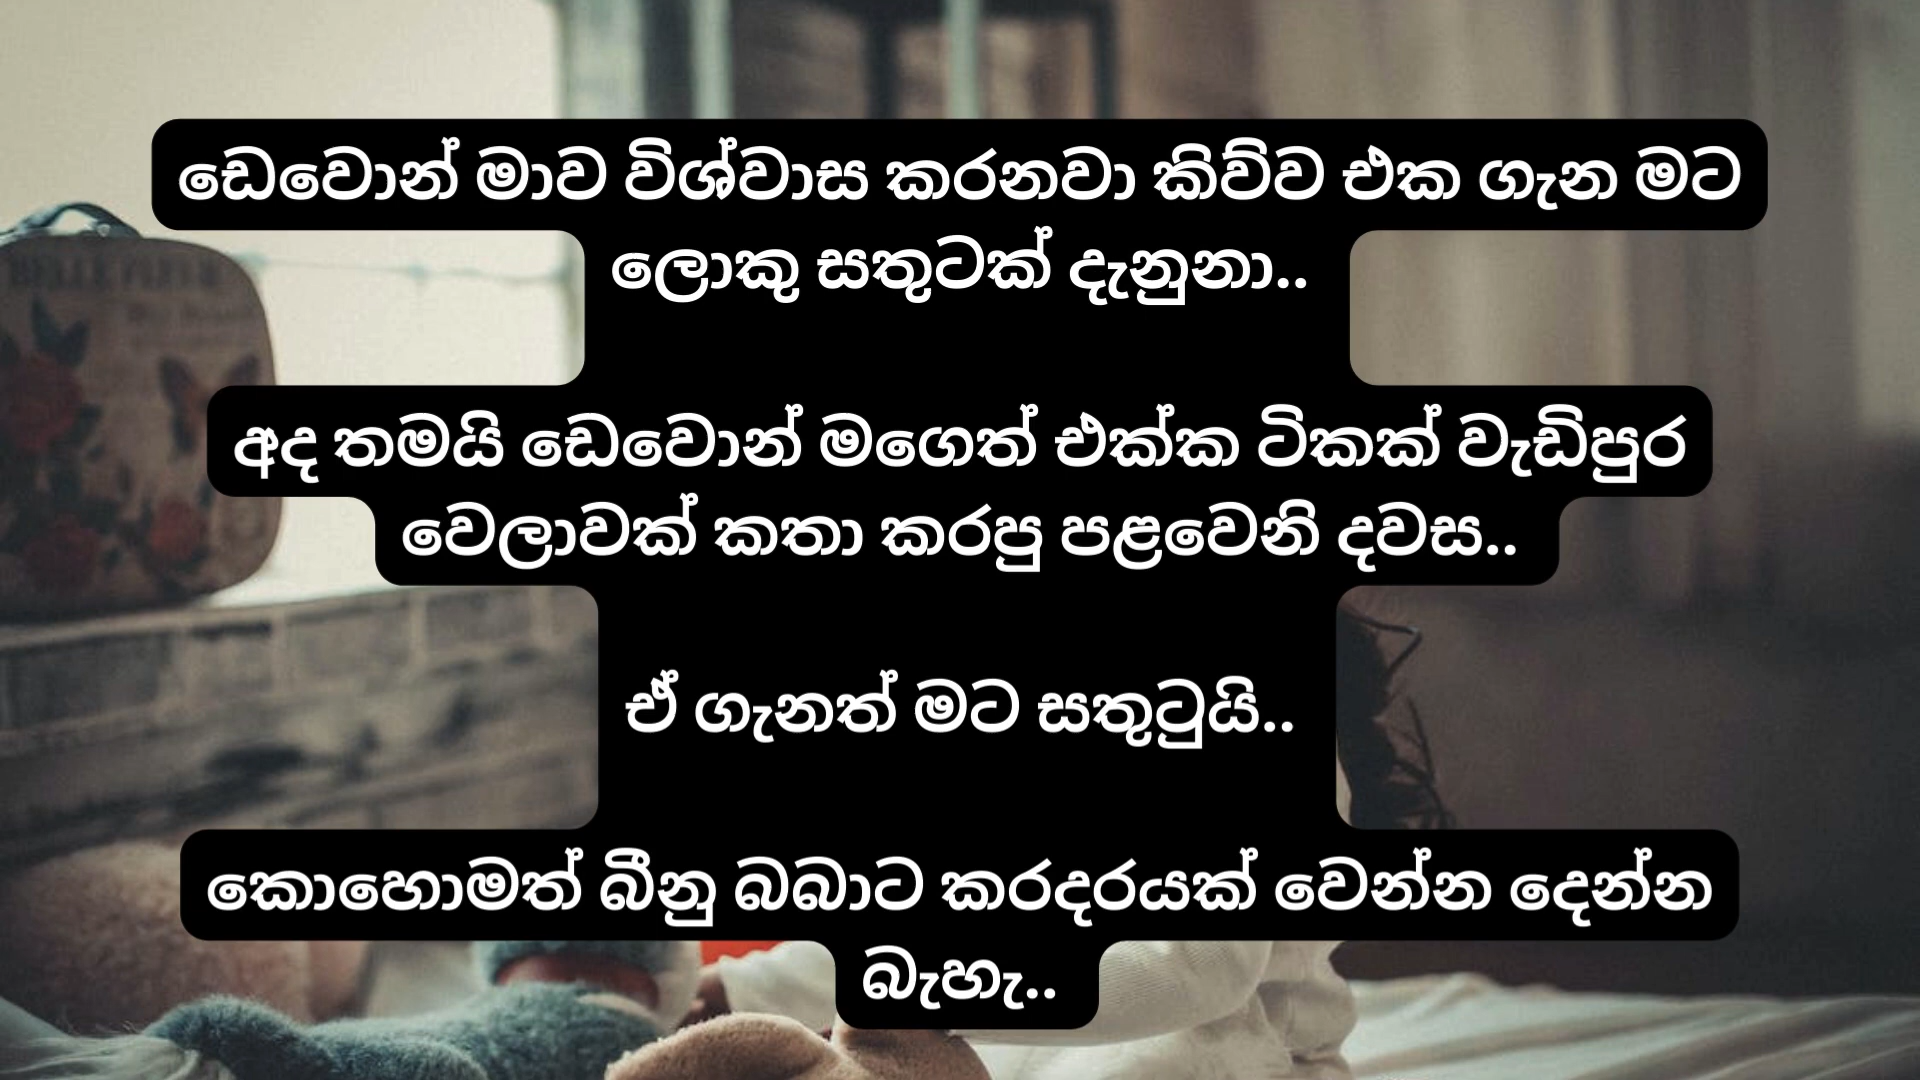 ඩෙවොන් මාව විශ්වාස කරනවා කිව්ව එක ගැන මට
ලොකු සතුටක් දැනුනා..
අද තමයි ඩෙවොන් මගෙත් එක්ක ටිකක් වැඩිපුර
වෙලාවක් කතා කරපු පළවෙනි දවස..
ඒ ගැනත් මට සතුටුයි..
කොහොමත් බීනු බබාට කරදරයක් වෙන්න දෙන්න
බැහැ..